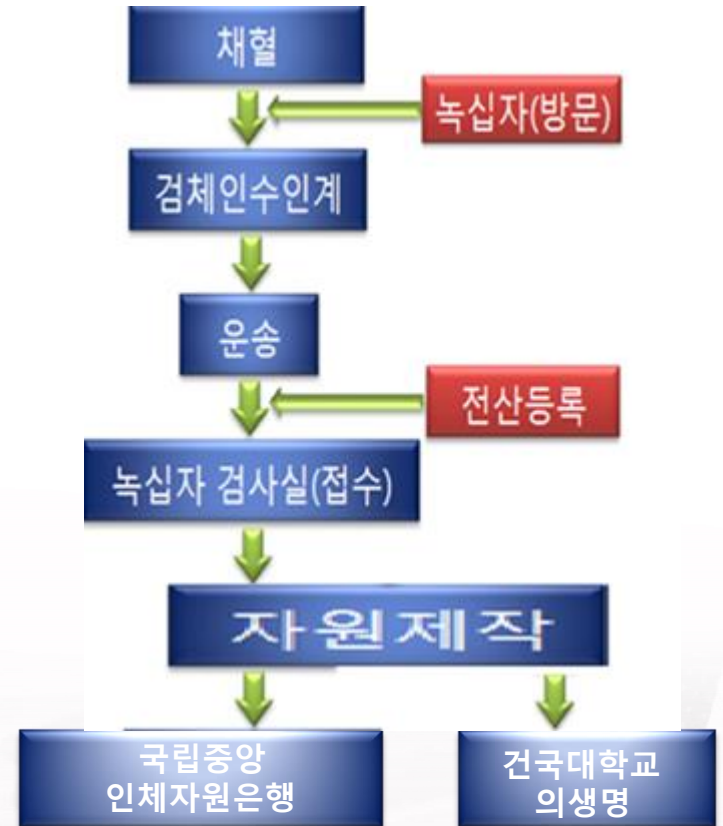 채혈
녹십자(방문)
검체인수인계
운송
전산등록
녹십자 검사실(접수)
자원제작
국립중앙
인체자원은행
건국대학교
의생명